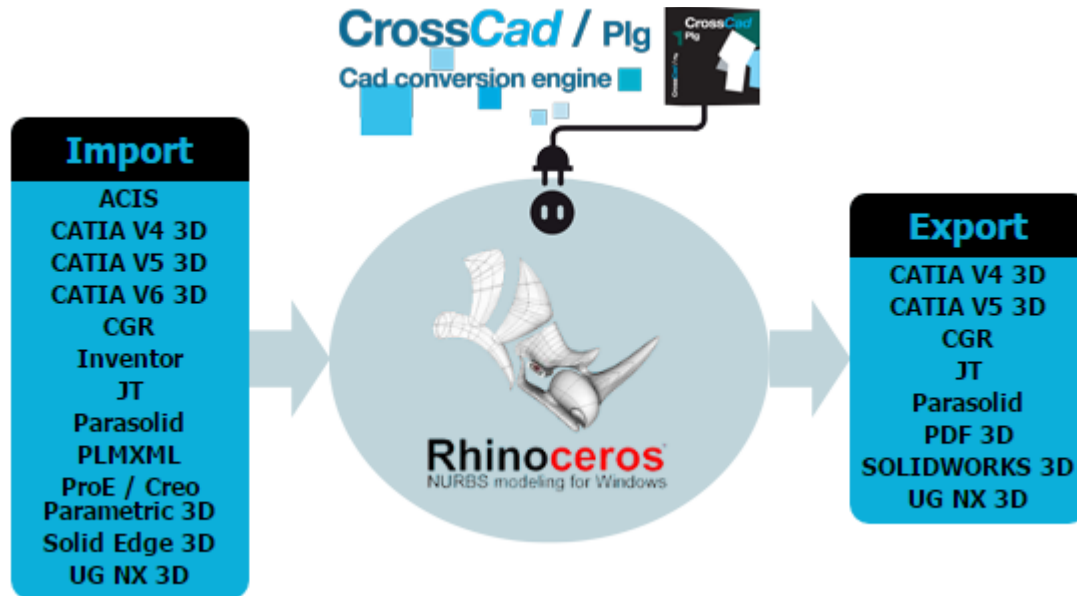 CrossCad / Plg
Cad conversion engine
CrossCad
Plg
CrossCad / Plg
Import
ACIS
CATIA V4 3D
CATIA V5 3D
CATIA V6 3D
CGR
Inventor
JT
Parasolid
PLMXML
ProE / Creo
Parametric 3D
Solid Edge 3D
UG NX 3D
Rhinoceros
NURBS modeling for Windows
Export
CATIA V4 3D
CATIA V5 3D
CGR
JT
Parasolid
PDF 3D
SOLIDWORKS 3D
UG NX 3D